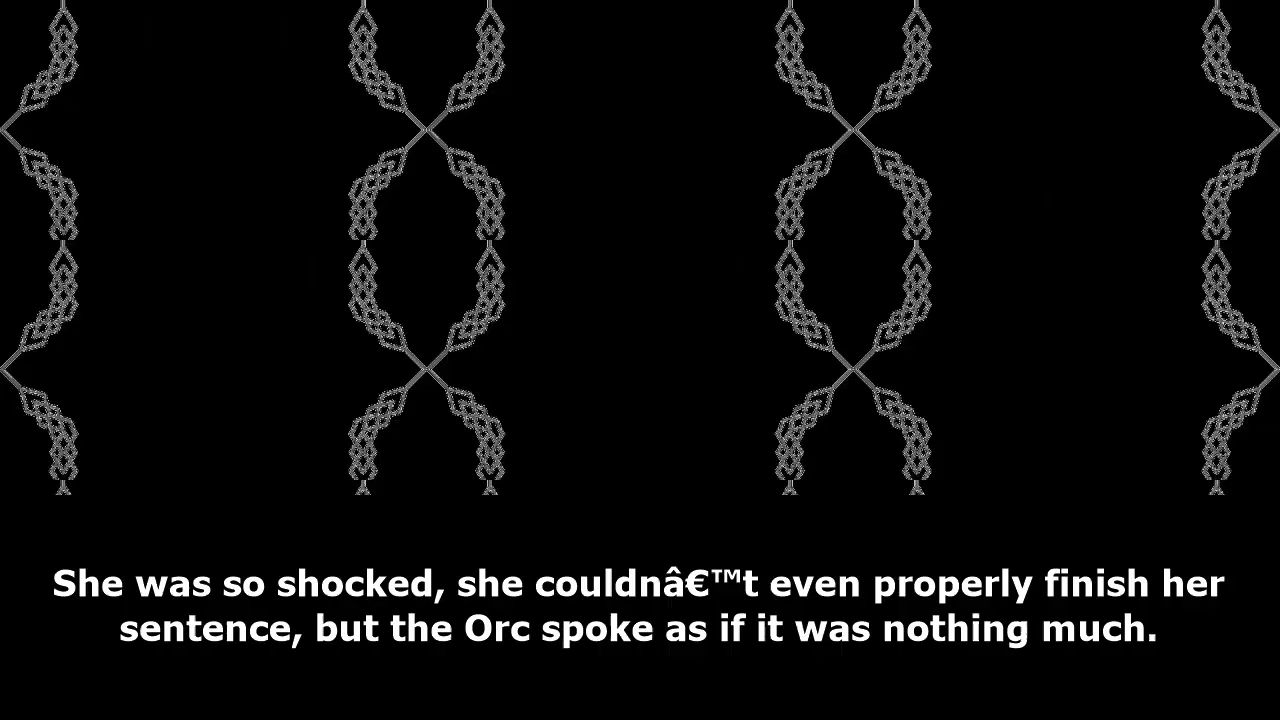 She was so shocked, she couldnâ€™t even properly finish her
sentence, but the Orc spoke as if it was nothing much.